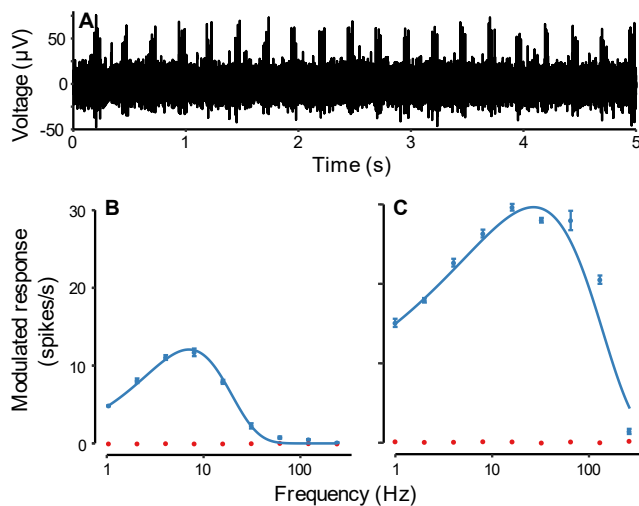 A
50
0
-50
Voltage (µV)
0 1 2 3 4 5
Time (s)
B
C
30
20
10
0
Modulated response
(spikes/s)
1 10 100
1 10 100
Frequency (Hz)